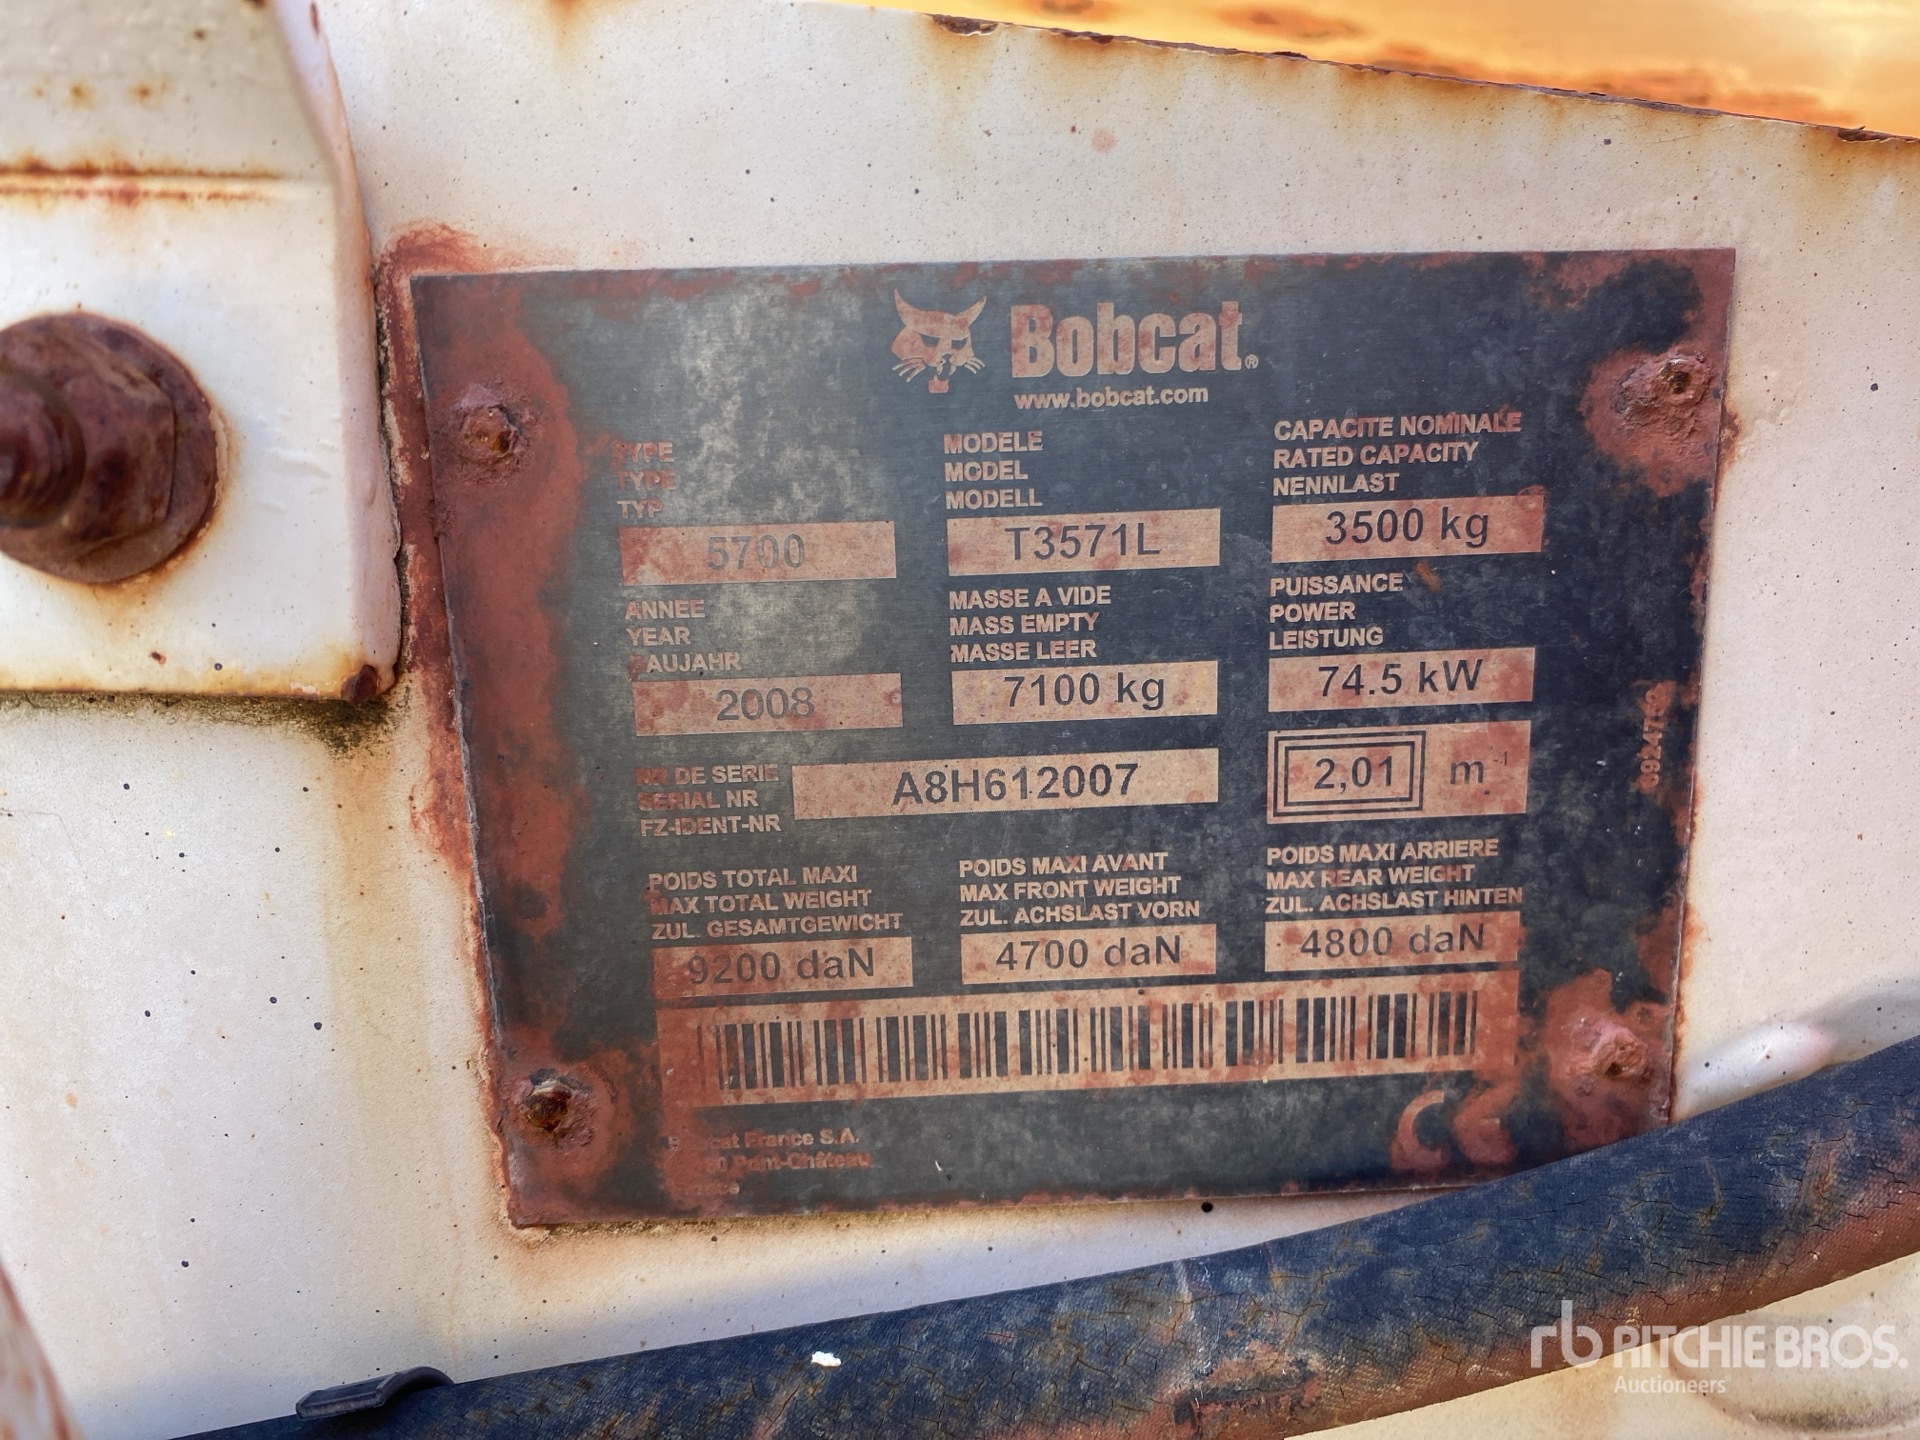 Bobcat®
www.bobcat.com
TYPE
TYPE
TYP
5700
MODELE
MODEL
MODELL
T3571L
CAPACITE NOMINALE
RATED CAPACITY
NENNLAST
3500 kg
ANNEE
YEAR
BAUJAHR
2008
MASSE A VIDE
MASS EMPTY
MASSE LEER
7100 kg
PUISSANCE
POWER
LEISTUNG
74.5 kW
NR DE SERIE
SERIAL NR
FZ-IDENT-NR
A8H612007
2,01 m-1
POIDS TOTAL MAXI
MAX TOTAL WEIGHT
ZUL. GESAMTGEWICHT
9200 daN
POIDS MAXI AVANT
MAX FRONT WEIGHT
ZUL. ACHSLAST VORN
4700 daN
POIDS MAXI ARRIERE
MAX REAR WEIGHT
ZUL. ACHSLAST HINTEN
4800 daN
Bobcat France S.A.
Pont-Château
CE
rb RITCHIE BROS.
Auctioneers